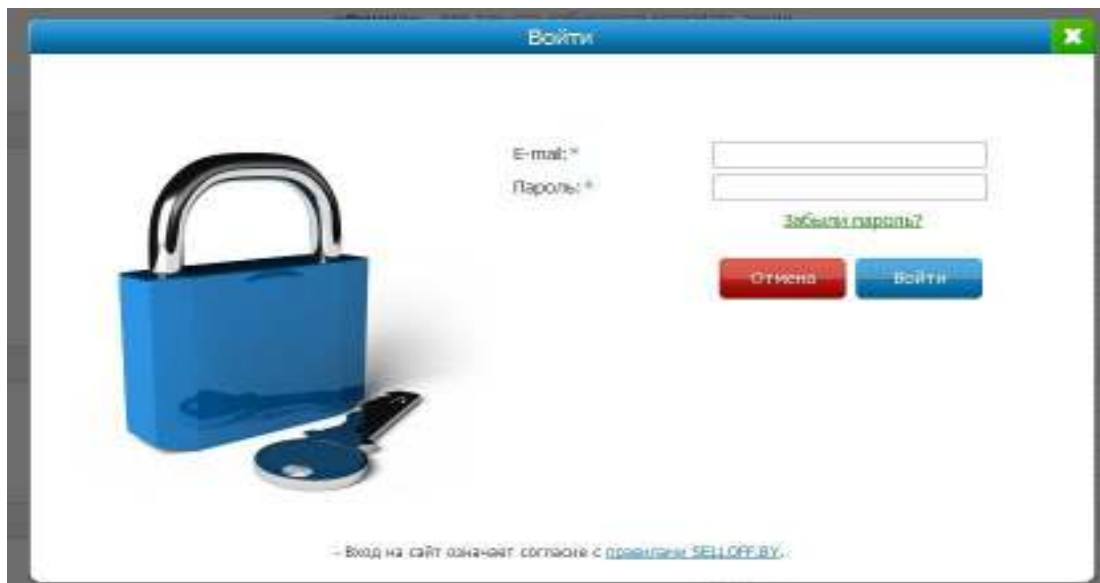 Войти
E-mail: *
Пароль: *
Забыли пароль?
Отмена Войти
- Вход на сайт означает согласие с правилами SELLOFF.BY.